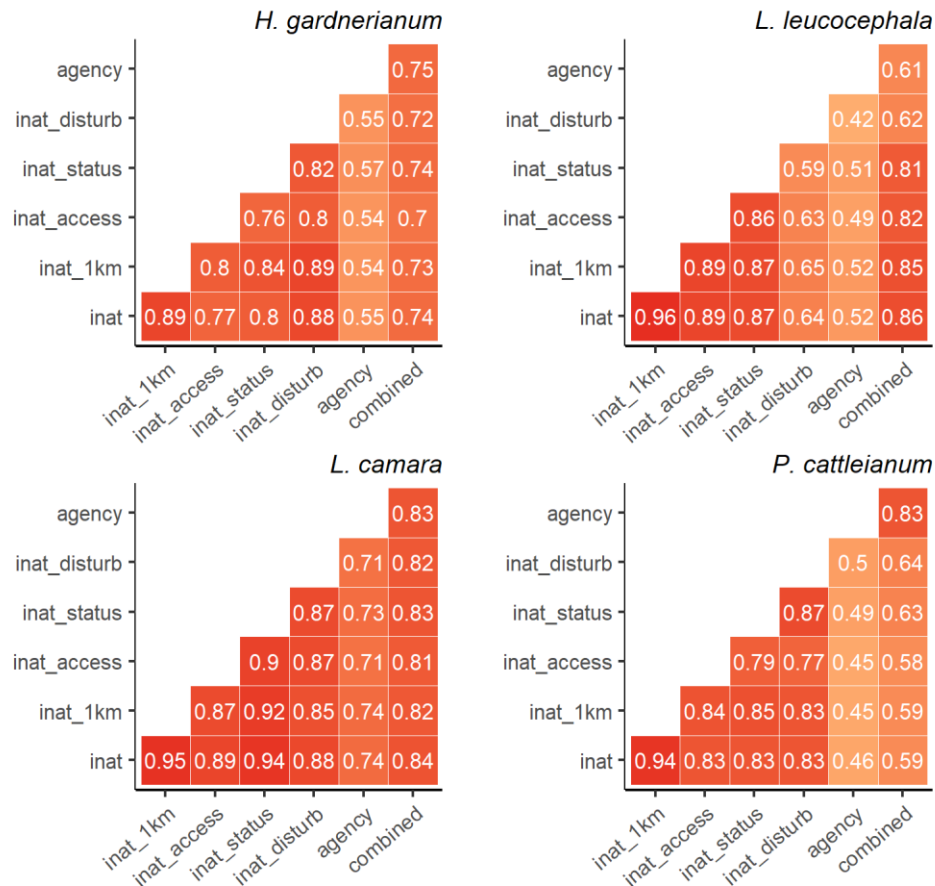 H. gardnerianum
agency 0.75
inat_disturb 0.55 0.72
inat_status 0.82 0.57 0.74
inat_access 0.76 0.8 0.54 0.7
inat_1km 0.8 0.84 0.89 0.54 0.73
inat 0.89 0.77 0.8 0.88 0.55 0.74
inat_1km inat_access inat_status inat_disturb agency combined
L. leucocephala
agency 0.61
inat_disturb 0.42 0.62
inat_status 0.59 0.51 0.81
inat_access 0.86 0.63 0.49 0.82
inat_1km 0.89 0.87 0.65 0.52 0.85
inat 0.96 0.89 0.87 0.64 0.52 0.86
inat_1km inat_access inat_status inat_disturb agency combined
L. camara
agency 0.83
inat_disturb 0.71 0.82
inat_status 0.87 0.73 0.83
inat_access 0.9 0.87 0.71 0.81
inat_1km 0.87 0.92 0.85 0.74 0.82
inat 0.95 0.89 0.94 0.88 0.74 0.84
inat_1km inat_access inat_status inat_disturb agency combined
P. cattleianum
agency 0.83
inat_disturb 0.5 0.64
inat_status 0.87 0.49 0.63
inat_access 0.79 0.77 0.45 0.58
inat_1km 0.84 0.85 0.83 0.45 0.59
inat 0.94 0.83 0.83 0.83 0.46 0.59
inat_1km inat_access inat_status inat_disturb agency combined